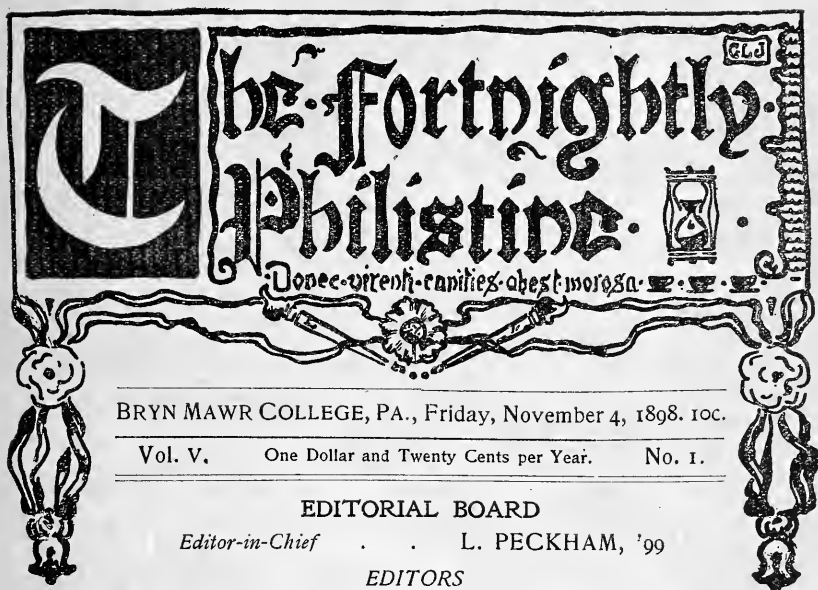 The · Fortnightly ·
GLJ
Philistine ·
· Donec · virenti · canities · abest morosa ·
BRYN MAWR COLLEGE, PA., Friday, November 4, 1898. 10c.
Vol. V. One Dollar and Twenty Cents per Year. No. 1.
EDITORIAL BOARD
Editor-in-Chief . . L. PECKHAM, '99
EDITORS